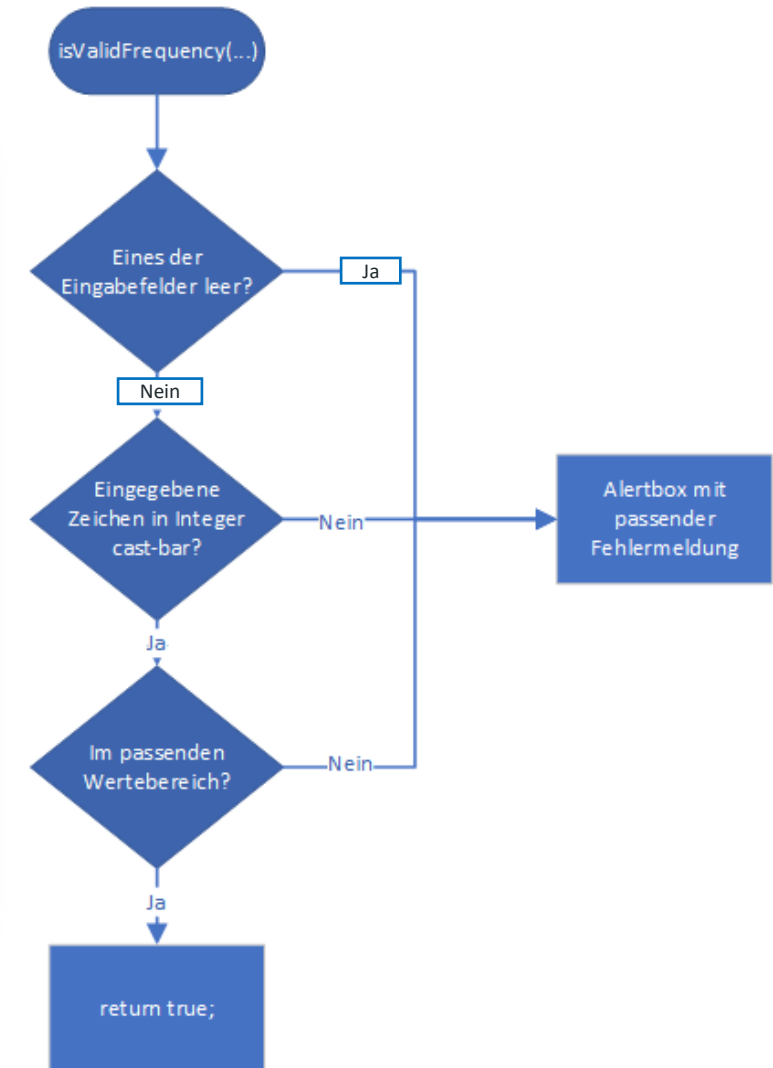 isValidFrequency(...)
Eines der
Eingabefelder leer?
Ja
Nein
Eingegebene
Zeichen in Integer
cast-bar?
Nein
Alertbox mit
passender
Fehlermeldung
Ja
Im passenden
Wertebereich?
Nein
Ja
return true;